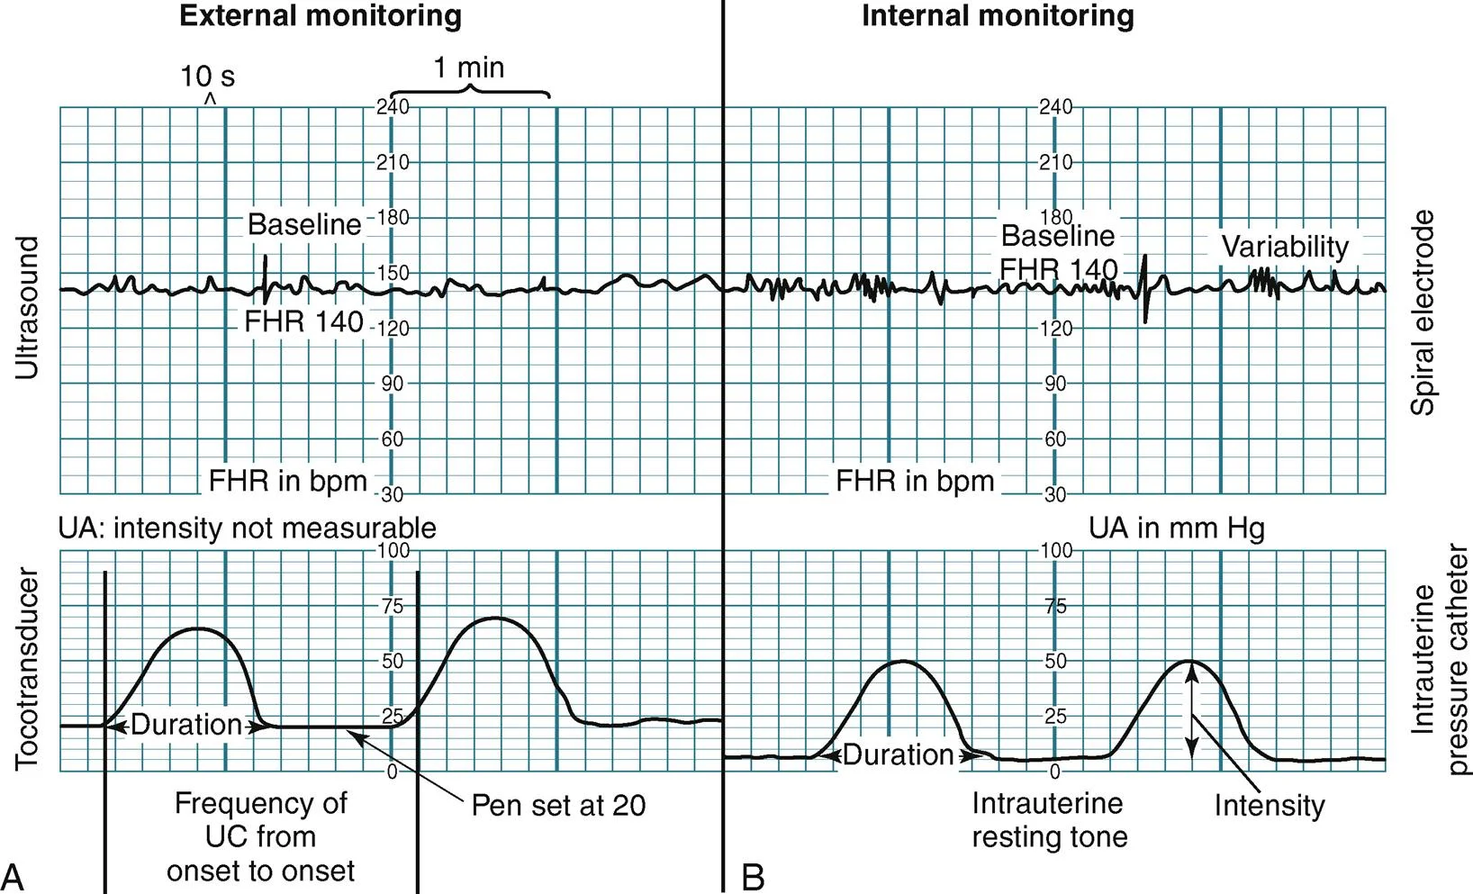 External monitoring
Internal monitoring
10 s
^
1 min
240
210
180
150
120
90
60
30
Baseline
FHR 140
FHR in bpm
Ultrasound
240
210
180
120
90
60
30
Baseline
FHR 140
Variability
FHR in bpm
Spiral electrode
UA: intensity not measurable
100
75
50
25
0
Duration
Tocotransducer
Frequency of
UC from
onset to onset
Pen set at 20
A
UA in mm Hg
100
75
50
25
0
Duration
Intrauterine
resting tone
Intensity
Intrauterine
pressure catheter
B